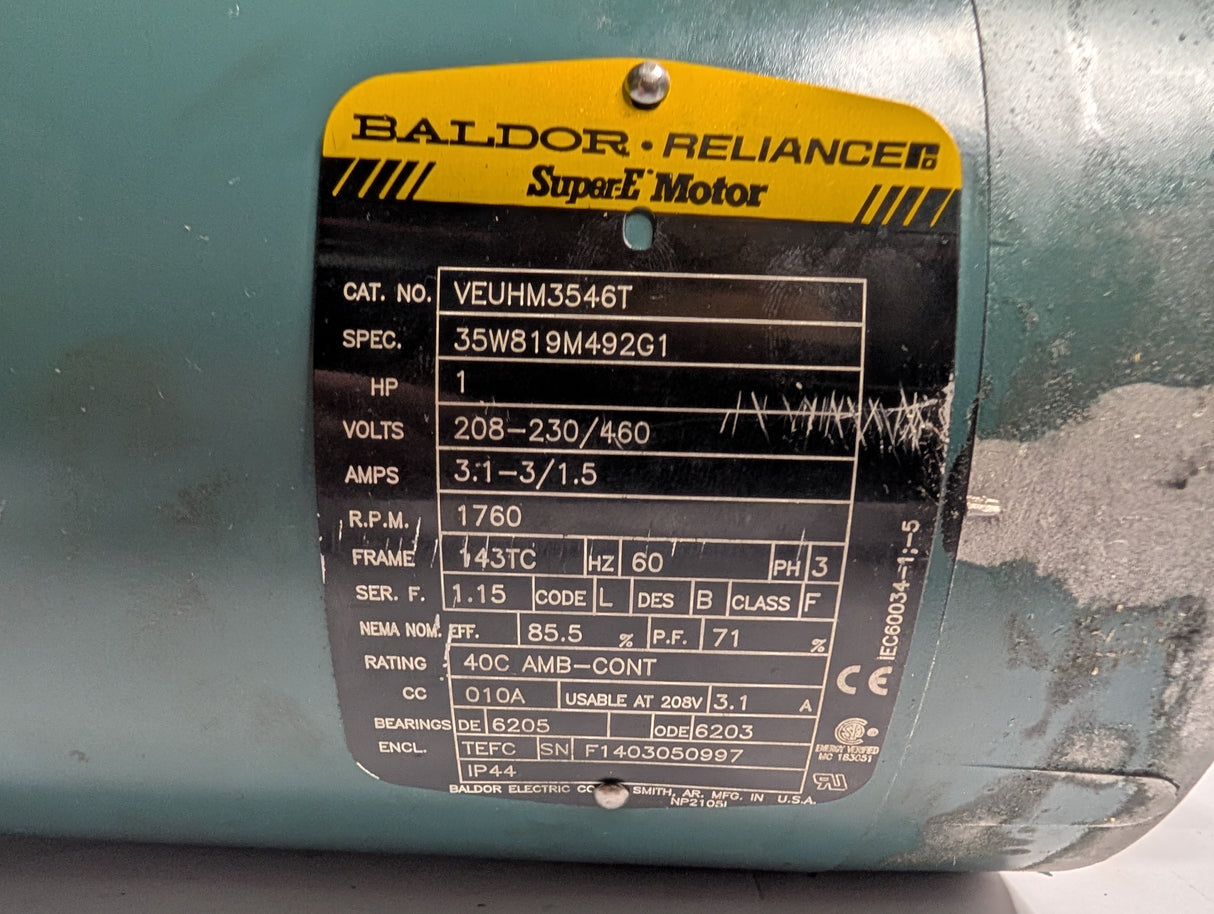 BALDOR • RELIANCE
Super-E Motor
CAT. NO. VEUHM3546T
SPEC. 35W819M492G1
HP 1
VOLTS 208-230/460
AMPS 3.1-3/1.5
R.P.M. 1760
FRAME 143TC HZ 60 PH 3
SER. F. 1.15 CODE L DES B CLASS F
NEMA NOM. EFF. 85.5 % P.F. 71 %
RATING 40C AMB-CONT
CC 010A USABLE AT 208V 3.1 A
BEARINGS DE 6205 ODE 6203
ENCL. TEFC SN F1403050997
IP44
BALDOR ELECTRIC SMITH, AR. MFG. IN U.S.A.
NP2105I
IEC60034-1:-5
CE
ENERGY VERIFIED
MC 183051